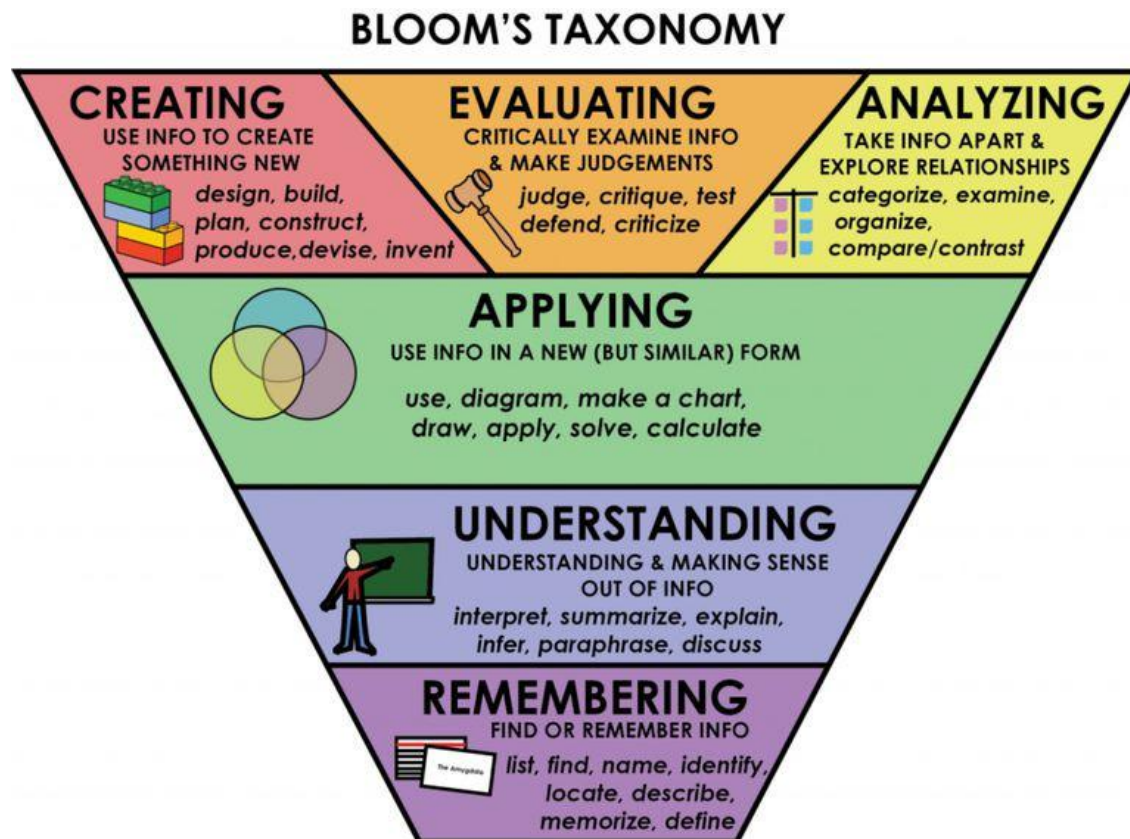 BLOOM'S TAXONOMY
CREATING
USE INFO TO CREATE
SOMETHING NEW
design, build,
plan, construct,
produce,devise, invent
EVALUATING
CRITICALLY EXAMINE INFO
& MAKE JUDGEMENTS
judge, critique, test
defend, criticize
ANALYZING
TAKE INFO APART &
EXPLORE RELATIONSHIPS
categorize, examine,
organize,
compare/contrast
APPLYING
USE INFO IN A NEW (BUT SIMILAR) FORM
use, diagram, make a chart,
draw, apply, solve, calculate
UNDERSTANDING
UNDERSTANDING & MAKING SENSE
OUT OF INFO
interpret, summarize, explain,
infer, paraphrase, discuss
REMEMBERING
FIND OR REMEMBER INFO
The Amygdala
list, find, name, identify,
locate, describe,
memorize, define